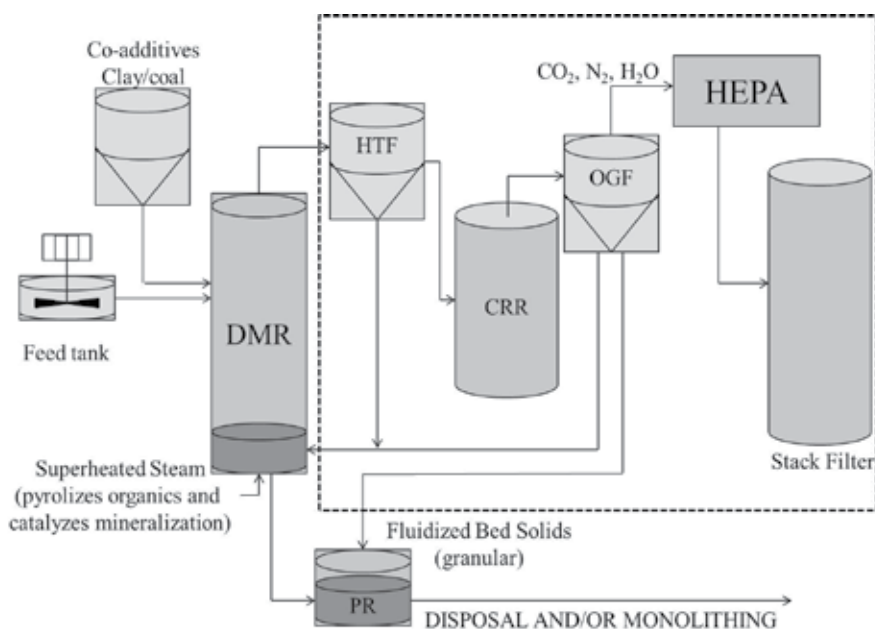 Co-additives
Clay/coal
CO₂, N₂, H₂O
HEPA
HTF
OGF
CRR
DMR
Feed tank
Stack Filter
Superheated Steam
(pyrolizes organics and
catalyzes mineralization)
Fluidized Bed Solids
(granular)
PR
DISPOSAL AND/OR MONOLITHING